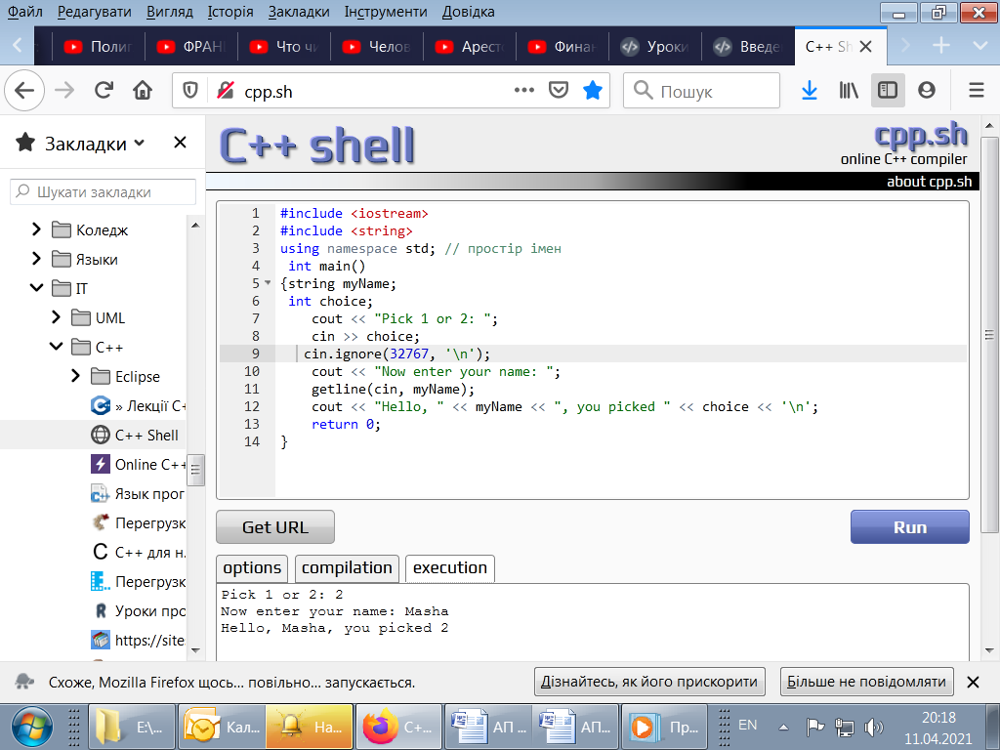 Файл Редагувати Вигляд Історія Закладки Інструменти Довідка
Полиг ФРАН Что чи Челов Арест Финан Уроки Введе C++ Sh
cpp.sh
Пошук
Закладки
Шукати закладки
Коледж
Языки
IT
UML
C++
Eclipse
» Лекції C+
C++ Shell
Online C++
Язык прог
Перегрузк
C++ для н.
Перегрузк
Уроки прс
https://site
C++ shell
cpp.sh
online C++ compiler
about cpp.sh
1 #include <iostream>
2 #include <string>
3 using namespace std; // простір імен
4 int main()
5 {string myName;
6 int choice;
7 cout << "Pick 1 or 2: ";
8 cin >> choice;
9 cin.ignore(32767, '\n');
10 cout << "Now enter your name: ";
11 getline(cin, myName);
12 cout << "Hello, " << myName << ", you picked " << choice << '\n';
13 return 0;
14 }
Get URL
Run
options compilation execution
Pick 1 or 2: 2
Now enter your name: Masha
Hello, Masha, you picked 2
Схоже, Mozilla Firefox щось... повільно... запускається.
Дізнайтесь, як його прискорити
Більше не повідомляти
E:\... Кал... На... C+... АП ... АП... Пр...
EN
20:18
11.04.2021